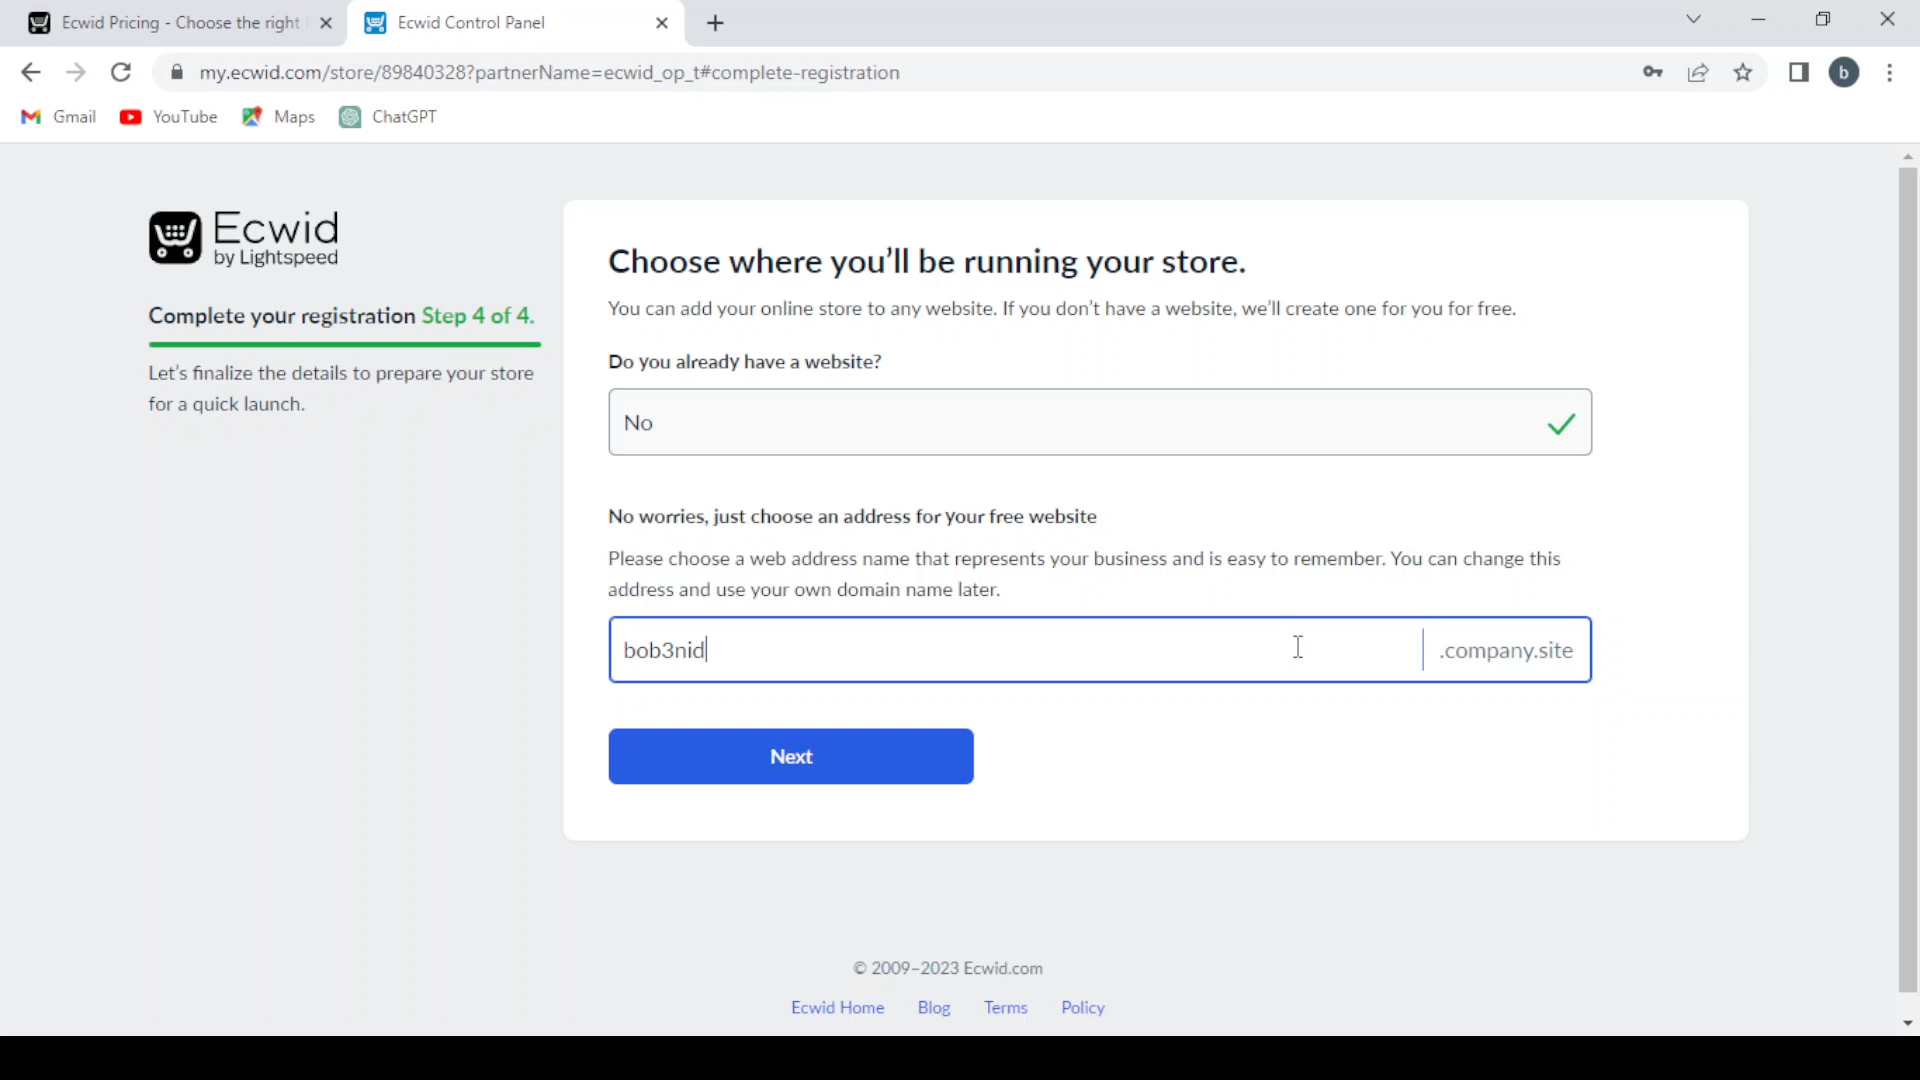 Ecwid Pricing - Choose the right
Ecwid Control Panel
my.ecwid.com/store/89840328?partnerName=ecwid_op_t#complete-registration
b
Gmail
YouTube
Maps
ChatGPT
Ecwid
by Lightspeed
Complete your registration Step 4 of 4.
Let's finalize the details to prepare your store
for a quick launch.
Choose where you'll be running your store.
You can add your online store to any website. If you don't have a website, we'll create one for you for free.
Do you already have a website?
No
No worries, just choose an address for your free website
Please choose a web address name that represents your business and is easy to remember. You can change this
address and use your own domain name later.
bob3nid
.company.site
Next
© 2009–2023 Ecwid.com
Ecwid Home
Blog
Terms
Policy